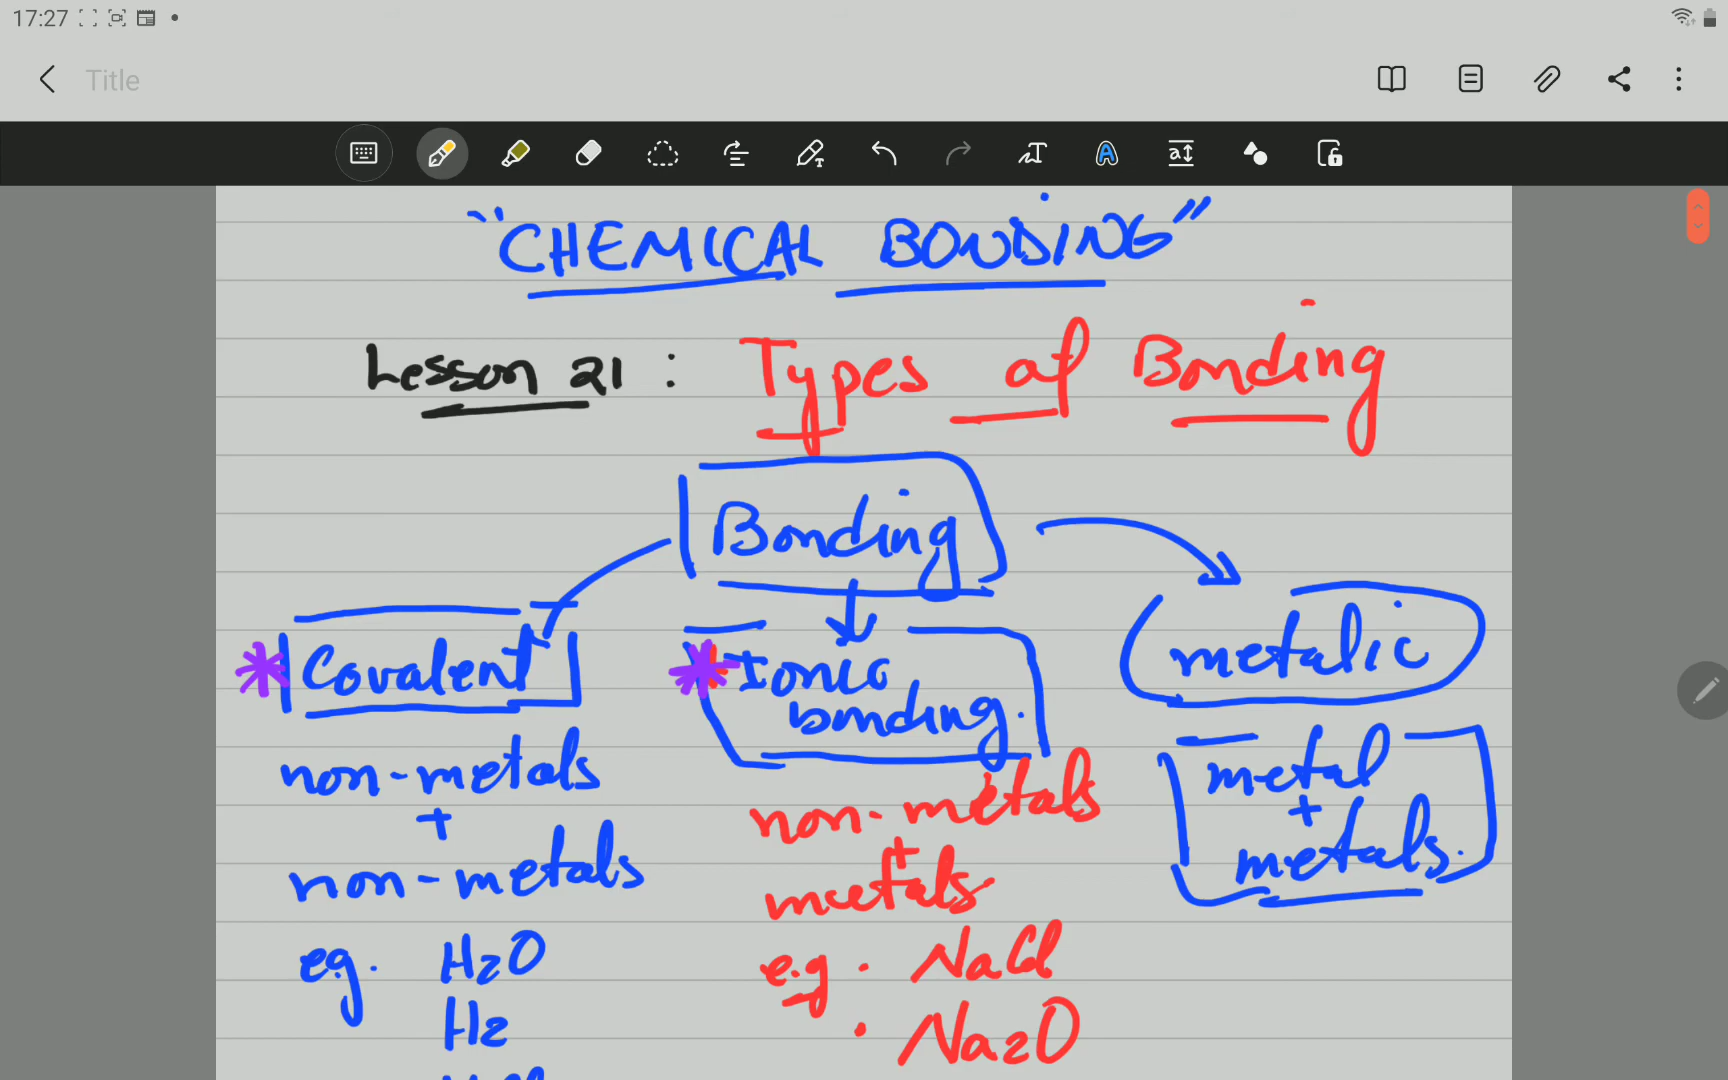 17:27
Title
"CHEMICAL BONDING"
Lesson 21 : Types of Bonding
Bonding
Covalent
Ionic bonding.
metalic
non-metals
+
non-metals
eg. H2O
H2
non-metals
+
metals
e.g. NaCl
. Na2O
metal
+
metals.